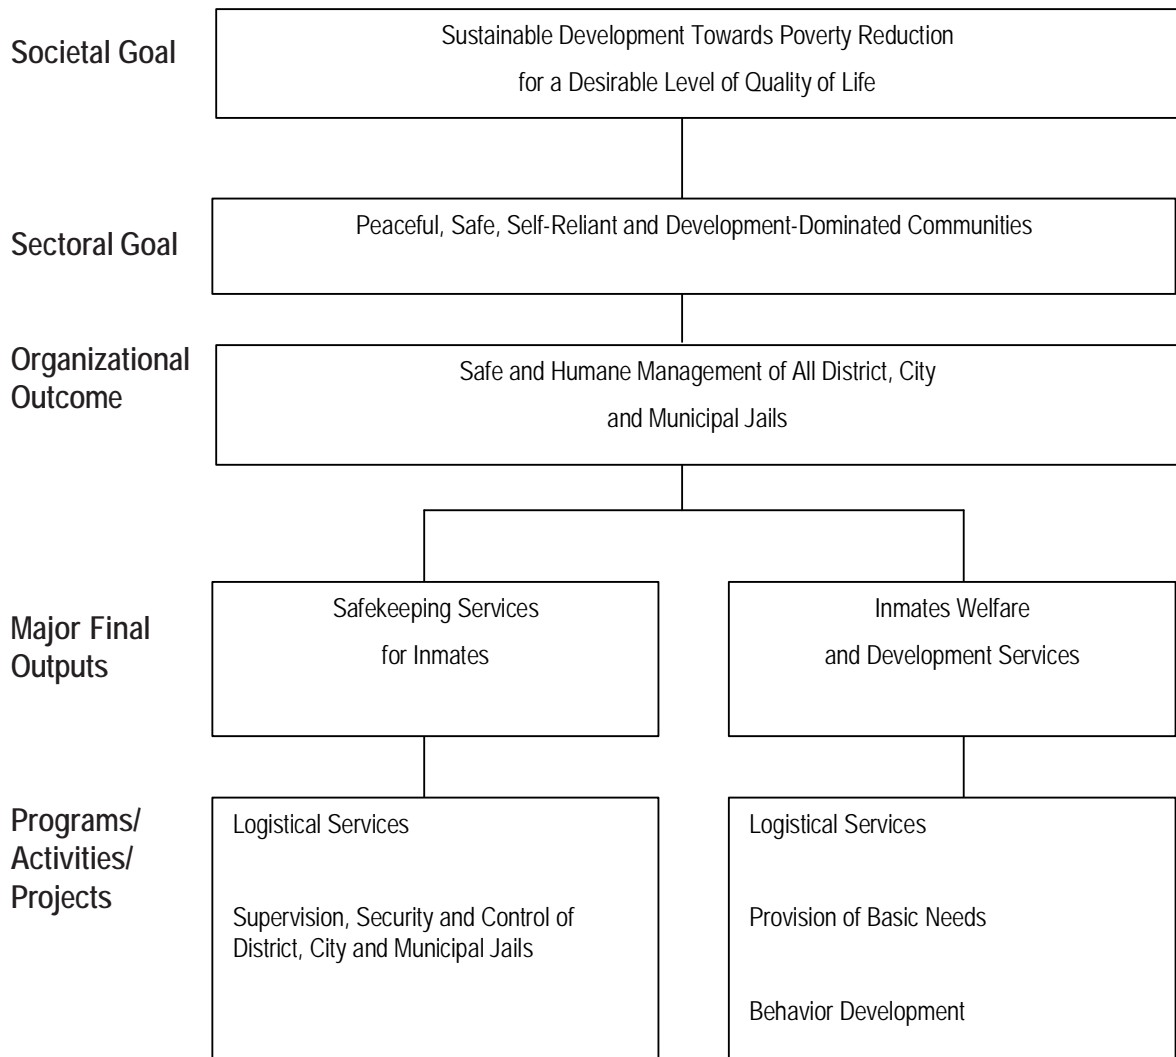 Societal Goal
Sustainable Development Towards Poverty Reduction
for a Desirable Level of Quality of Life
Sectoral Goal
Peaceful, Safe, Self-Reliant and Development-Dominated Communities
Organizational
Outcome
Safe and Humane Management of All District, City
and Municipal Jails
Major Final
Outputs
Safekeeping Services
for Inmates
Inmates Welfare
and Development Services
Programs/
Activities/
Projects
Logistical Services
Supervision, Security and Control of
District, City and Municipal Jails
Logistical Services
Provision of Basic Needs
Behavior Development